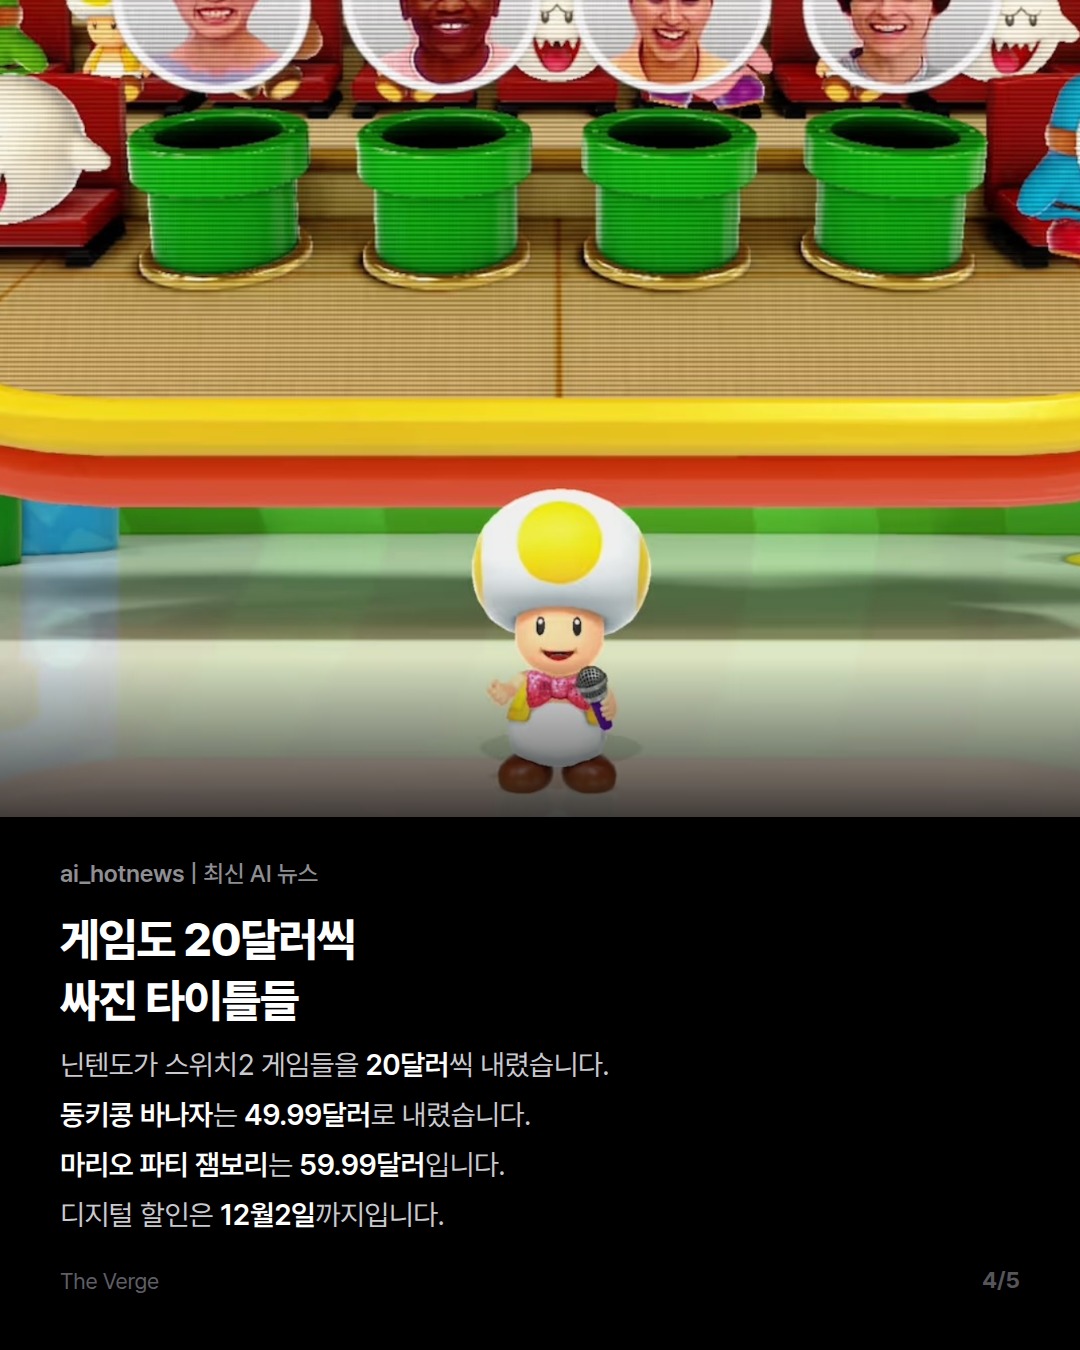 ai_hotnews | 최신 AI 뉴스
게임도 20달러씩
싸진 타이틀들
닌텐도가 스위치2 게임들을 20달러씩 내렸습니다.
동키콩 바나자는 49.99달러로 내렸습니다.
마리오 파티 잼보리는 59.99달러입니다.
디지털 할인은 12월2일까지입니다.
The Verge
4/5